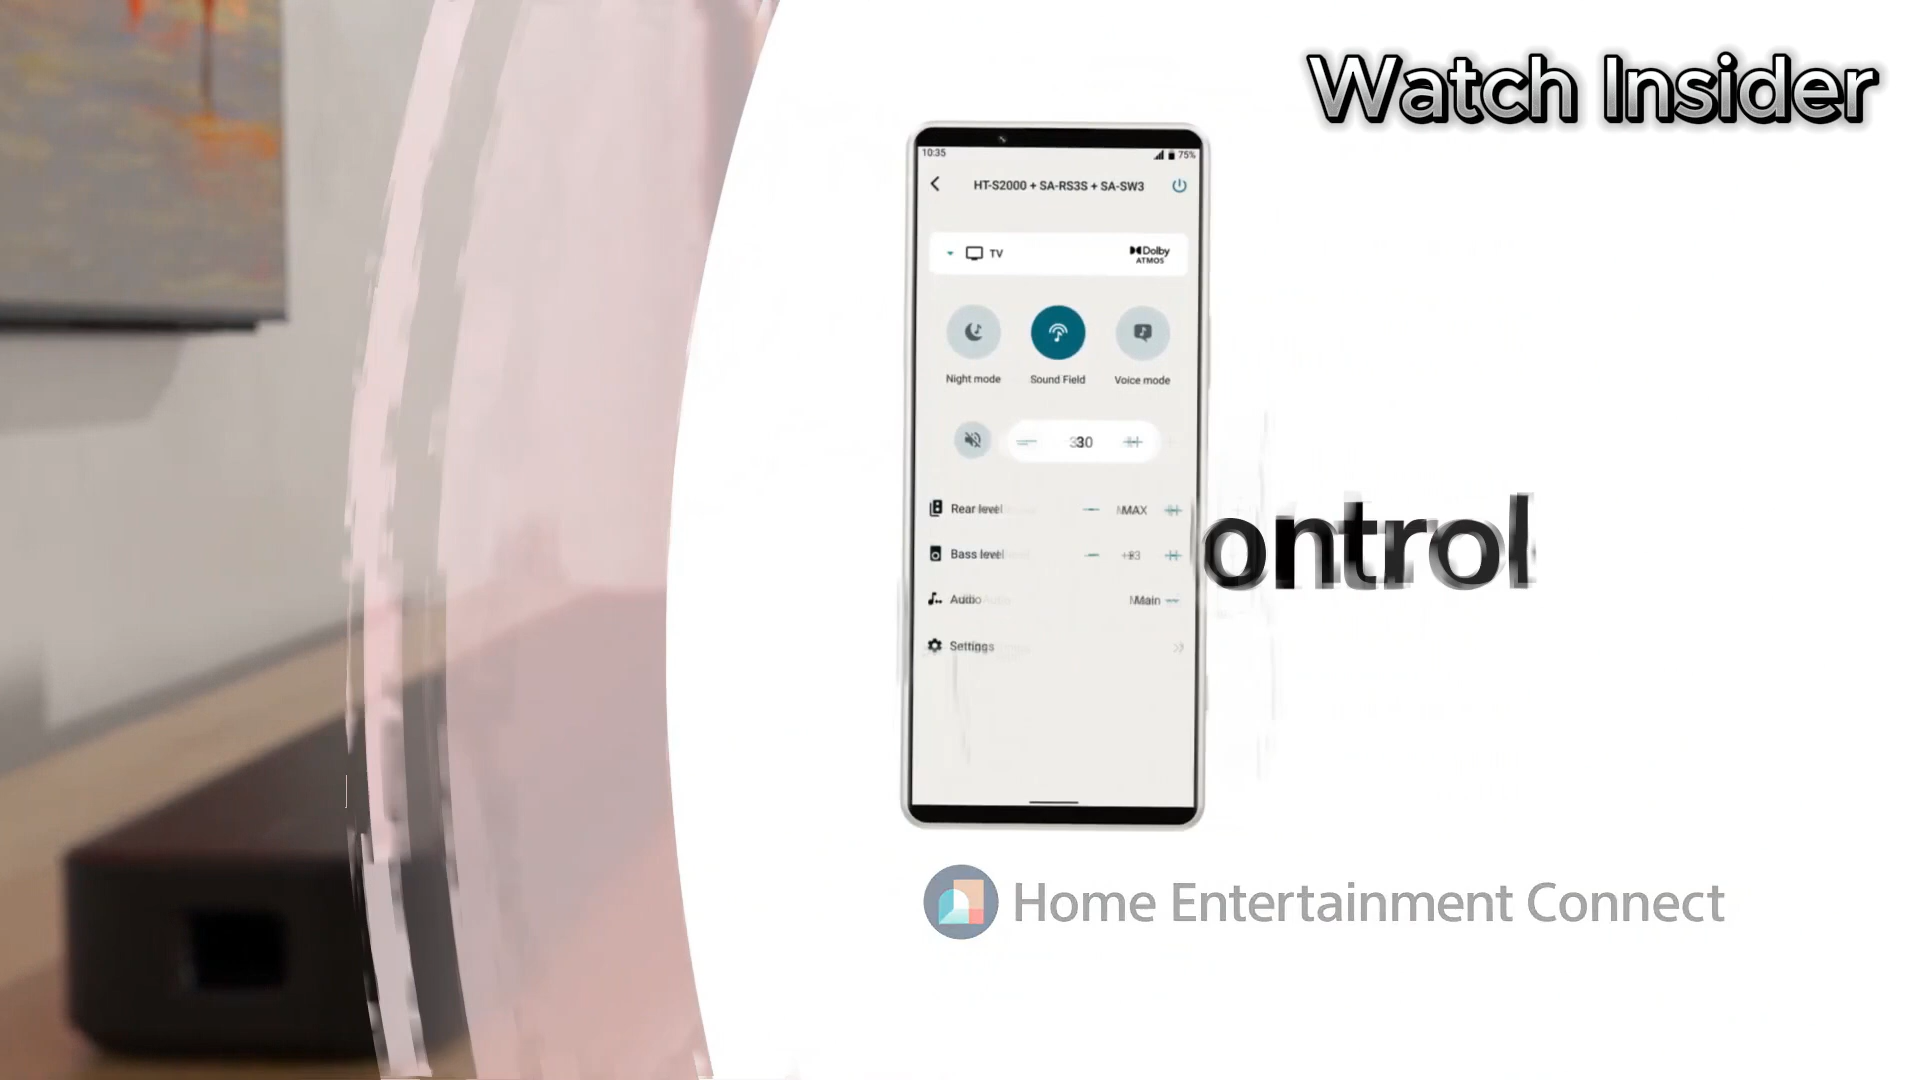 Watch Insider
10:35
75%
HT-S2000 + SA-RS3S + SA-SW3
TV
Dolby
ATMOS
Night mode
Sound Field
Voice mode
Rear level
MAX
Bass level
Audio
Main
Settings
ontrol
Home Entertainment Connect